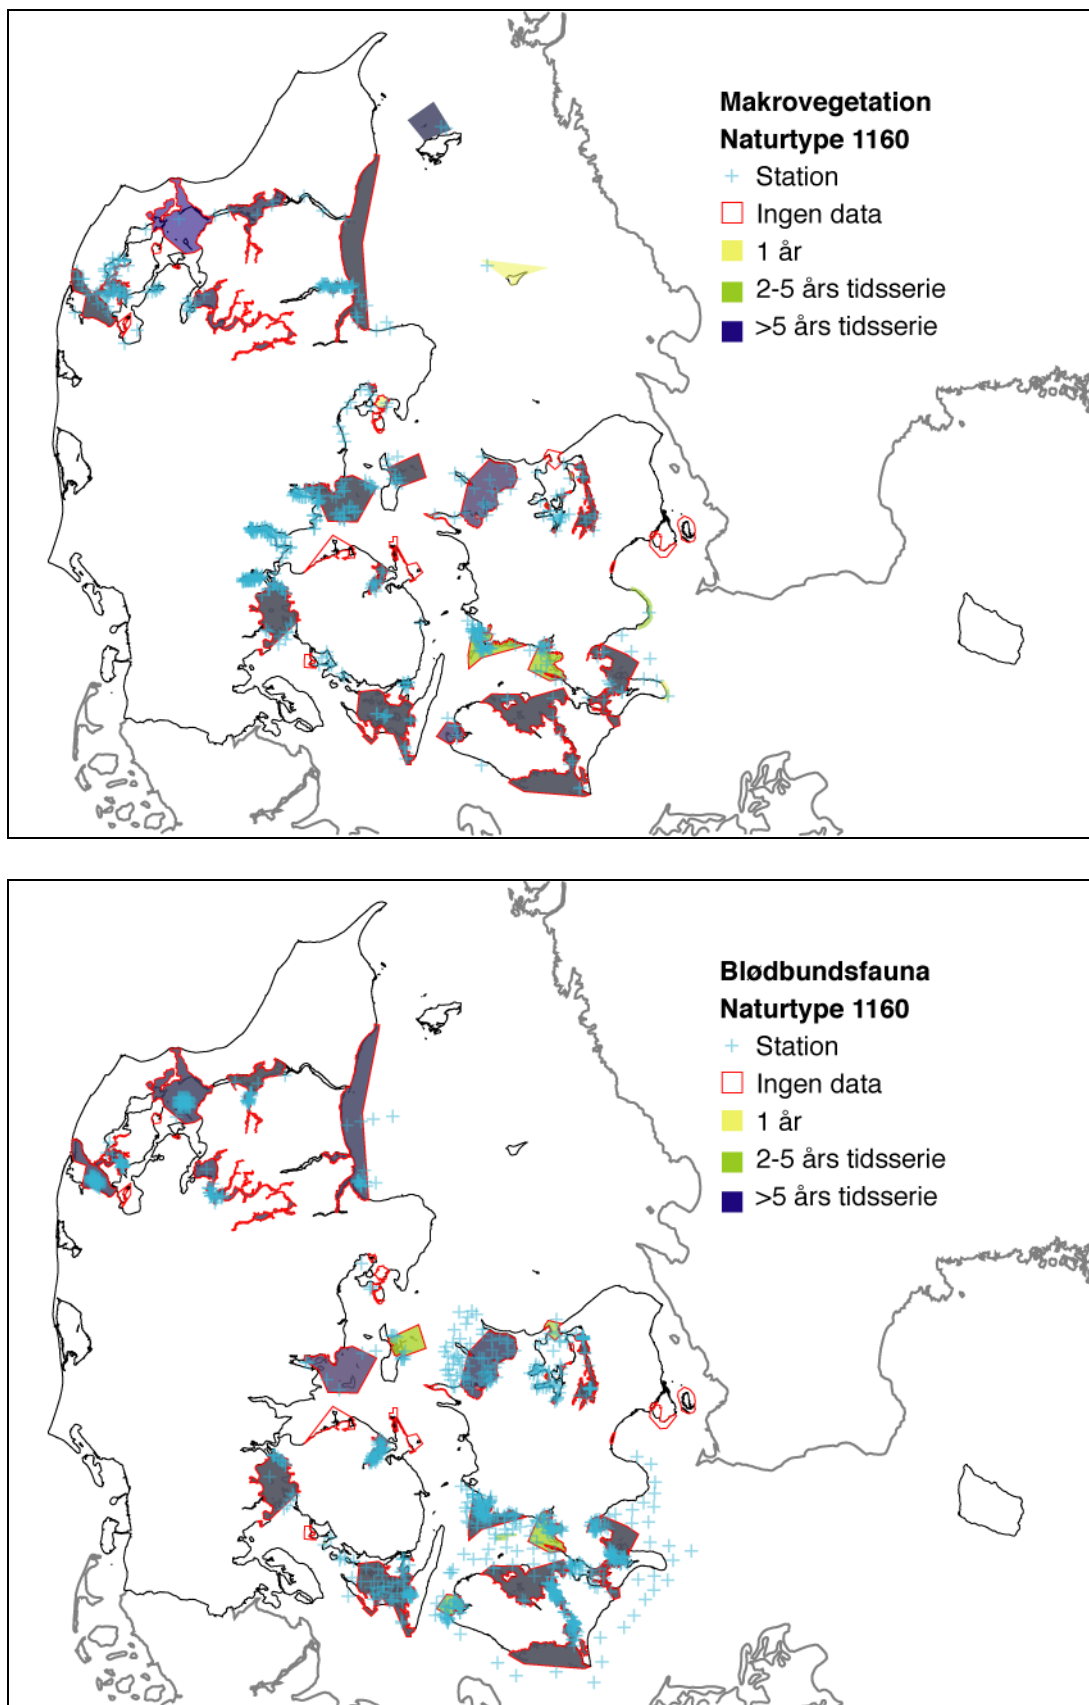 Makrovegetation
Naturtype 1160
Station
Ingen data
1 år
2-5 års tidsserie
>5 års tidsserie
Blødbundsfauna
Naturtype 1160
Station
Ingen data
1 år
2-5 års tidsserie
>5 års tidsserie